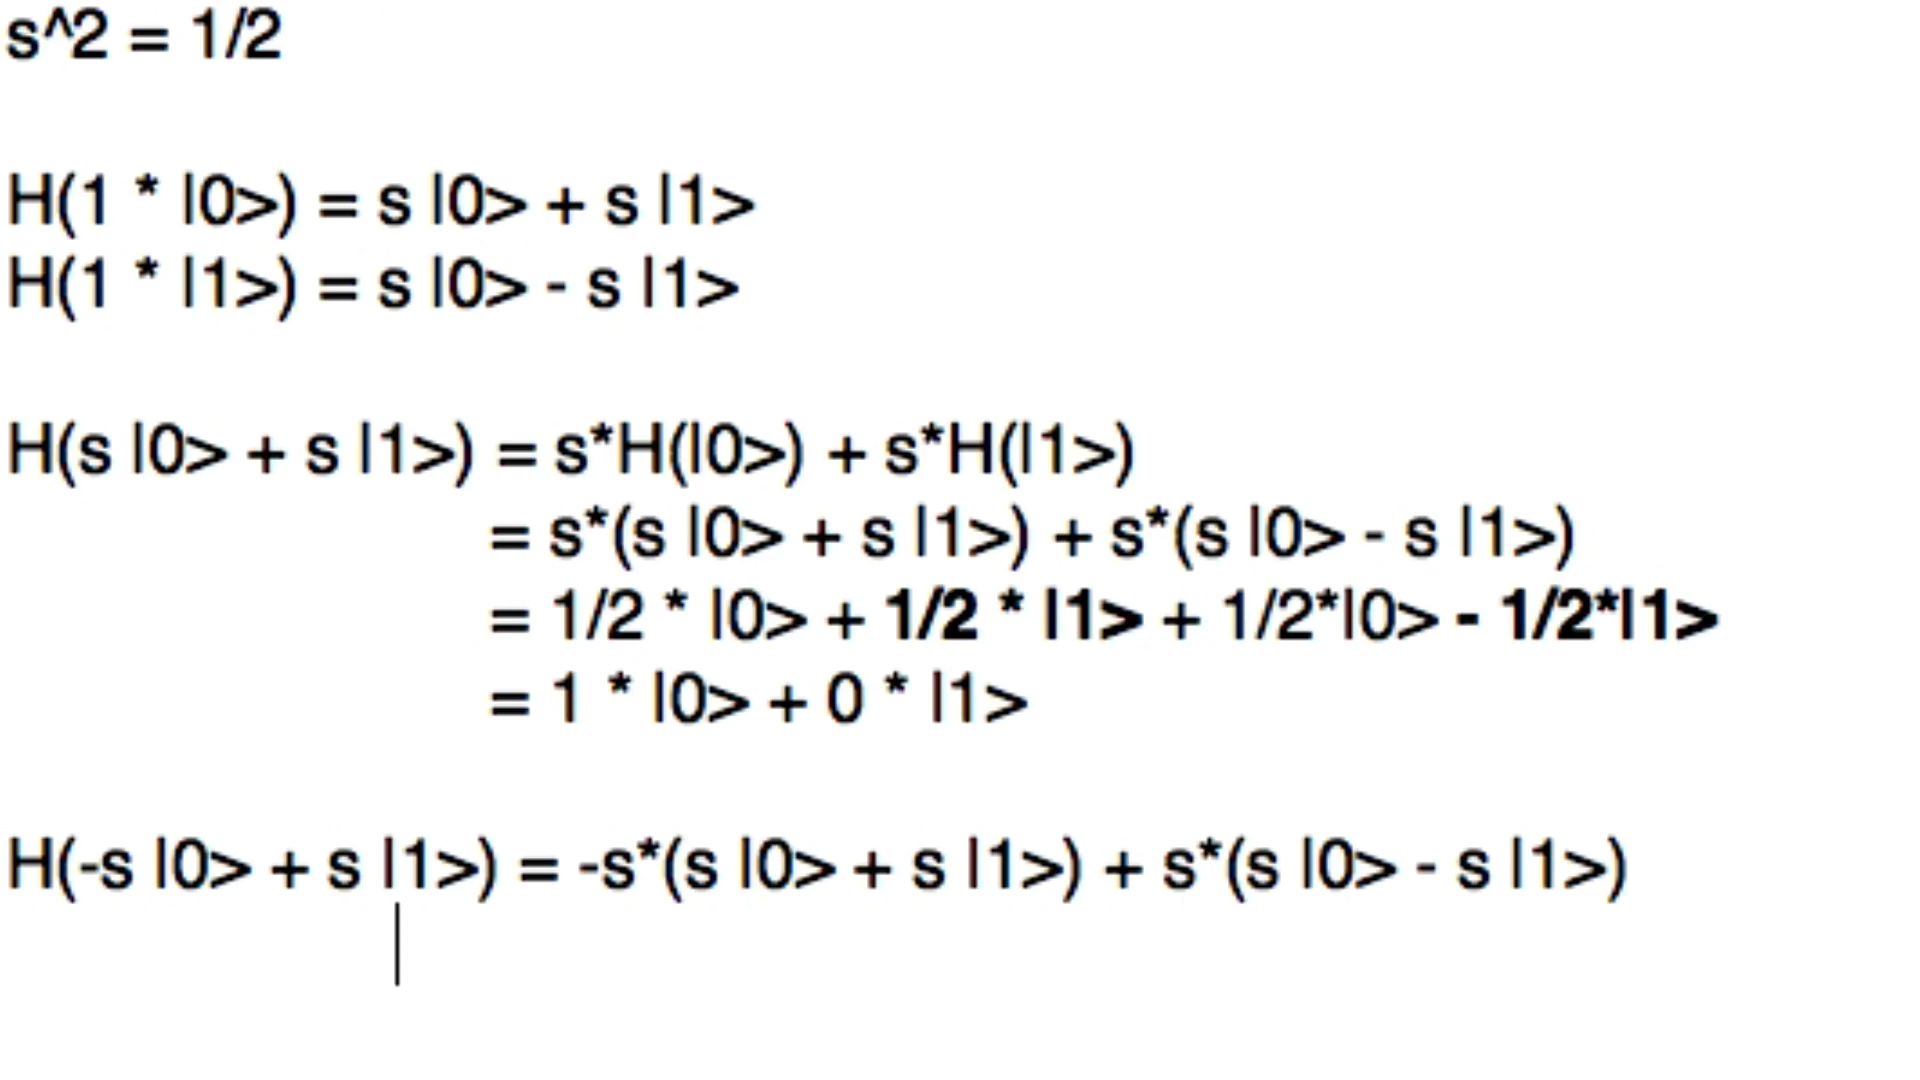 s^2 = 1/2
H(1 * |0>) = s |0> + s |1>
H(1 * |1>) = s |0> - s |1>
H(s |0> + s |1>) = s*H(|0>) + s*H(|1>)
= s*(s |0> + s |1>) + s*(s |0> - s |1>)
= 1/2 * |0> + 1/2 * |1> + 1/2*|0> - 1/2*|1>
= 1 * |0> + 0 * |1>
H(-s |0> + s |1>) = -s*(s |0> + s |1>) + s*(s |0> - s |1>)